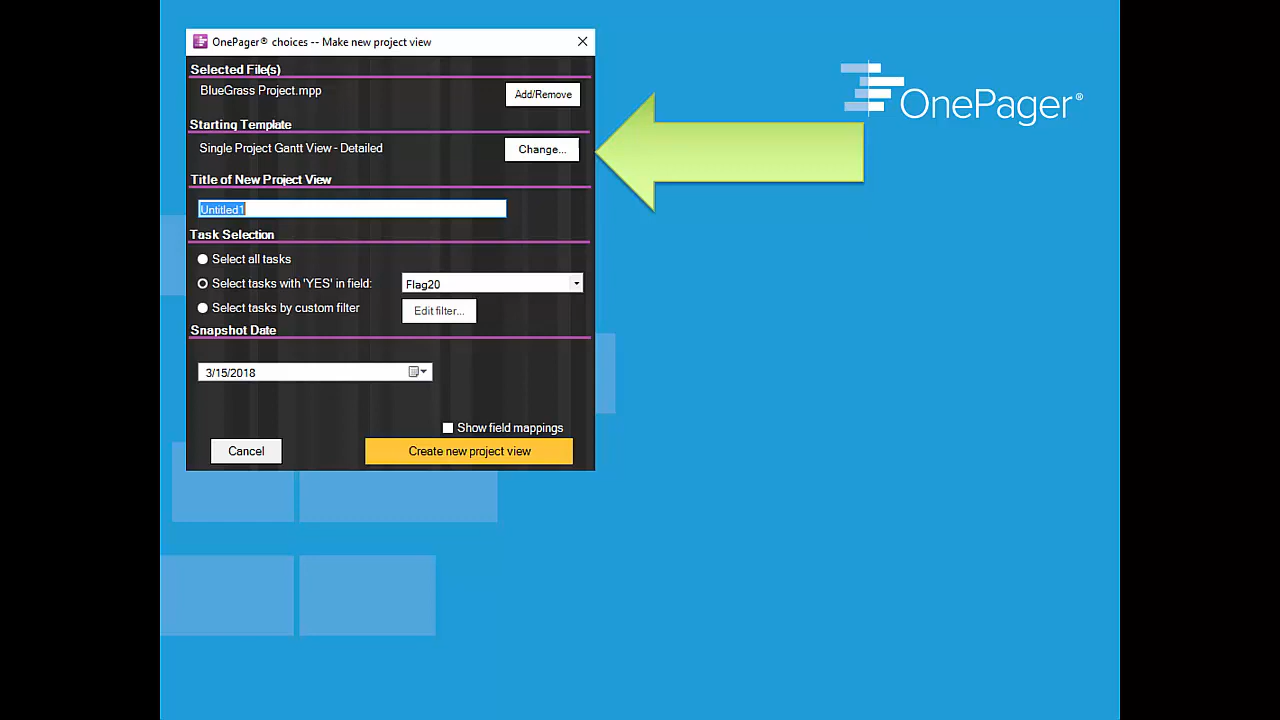 OnePager® choices -- Make new project view
Selected File(s)
BlueGrass Project.mpp
Add/Remove
Starting Template
Single Project Gantt View - Detailed
Change...
Title of New Project View
Untitled1
Task Selection
Select all tasks
Select tasks with 'YES' in field:
Flag20
Select tasks by custom filter
Edit filter...
Snapshot Date
3/15/2018
Show field mappings
Cancel
Create new project view
OnePager®